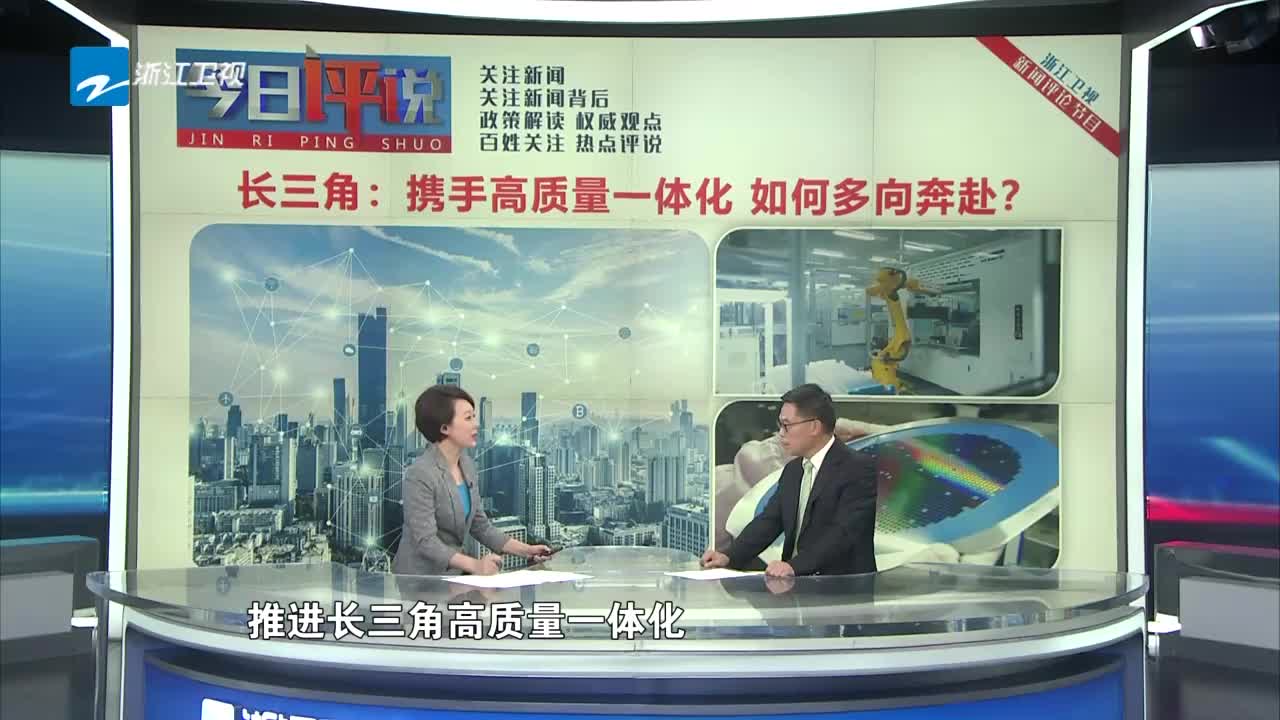 浙江卫视
今日评说
JIN RI PING SHUO
关注新闻
关注新闻背后
政策解读 权威观点
百姓关注 热点评说
浙江卫视
新闻评论节目
长三角：携手高质量一体化 如何多向奔赴？
推进长三角高质量一体化